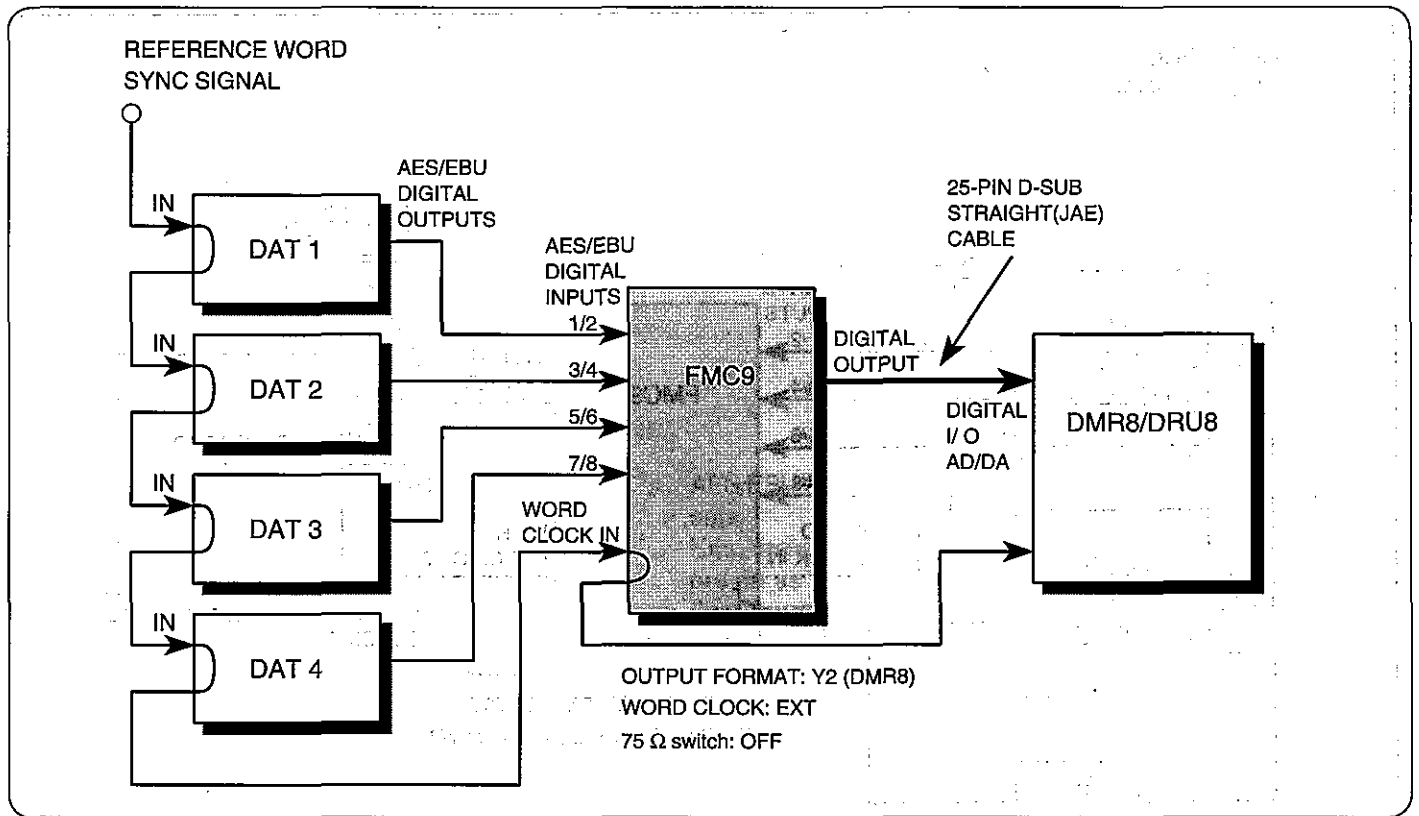 REFERENCE WORD
SYNC SIGNAL
IN
DAT 1
AES/EBU
DIGITAL
OUTPUTS
IN
DAT 2
IN
DAT 3
IN
DAT 4
AES/EBU
DIGITAL
INPUTS
1/2
3/4
5/6
7/8
WORD
CLOCK IN
FMC9
DIGITAL
OUTPUT
25-PIN D-SUB
STRAIGHT(JAE)
CABLE
DIGITAL
I/ O
AD/DA
DMR8/DRU8
OUTPUT FORMAT: Y2 (DMR8)
WORD CLOCK: EXT
75 Ω switch: OFF